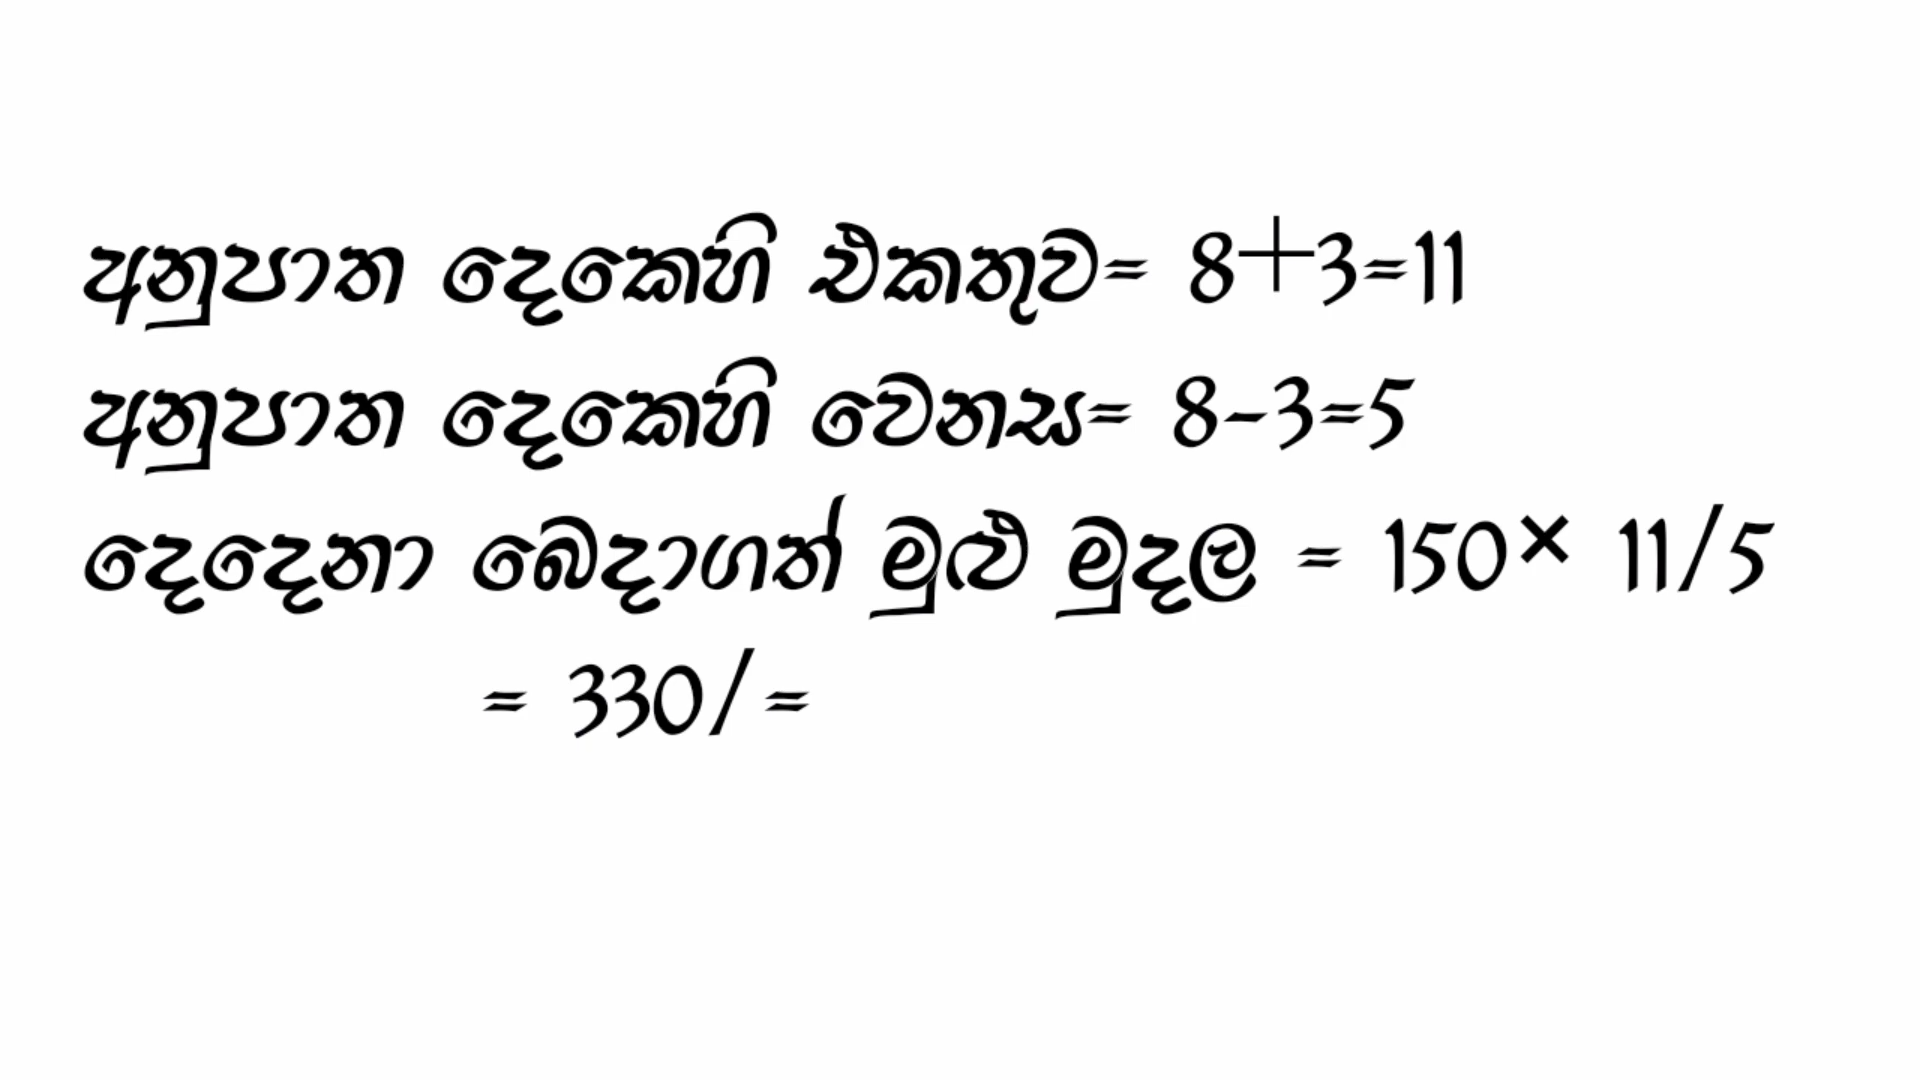 අනුපාත දෙකෙහි එකතුව= 8+3=11
අනුපාත දෙකෙහි වෙනස= 8-3=5
දෙදෙනා බෙදාගත් මුළු මුදල = 150× 11/5
= 330/=